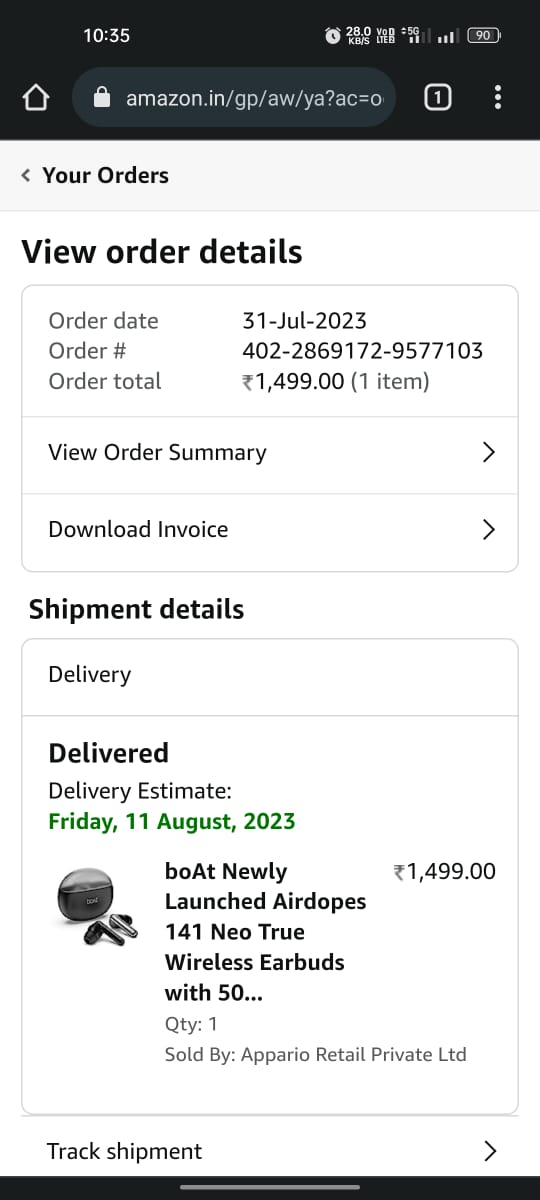 10:35
28.0 KB/S VoD LTE 5G 90
amazon.in/gp/aw/ya?ac=o
1
Your Orders
View order details
Order date 31-Jul-2023
Order # 402-2869172-9577103
Order total ₹1,499.00 (1 item)
View Order Summary
Download Invoice
Shipment details
Delivery
Delivered
Delivery Estimate:
Friday, 11 August, 2023
boAt Newly ₹1,499.00
Launched Airdopes
141 Neo True
Wireless Earbuds
with 50...
Qty: 1
Sold By: Appario Retail Private Ltd
boAt
Track shipment